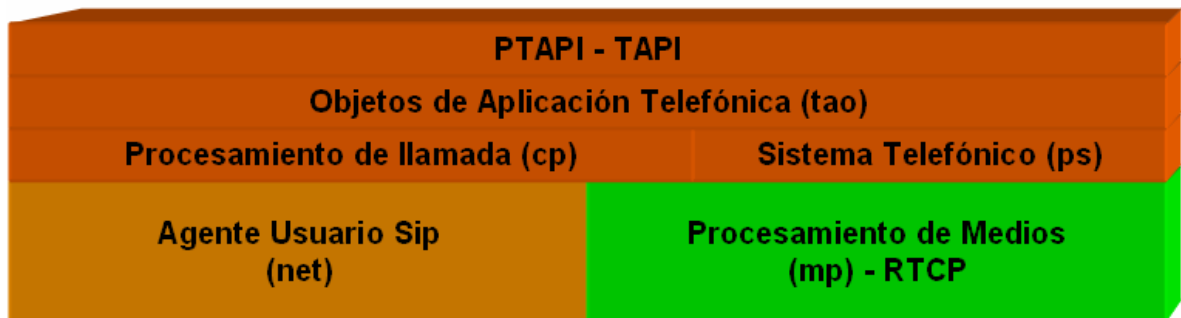 PTAPI - TAPI
Objetos de Aplicación Telefónica (tao)
Procesamiento de llamada (cp)
Sistema Telefónico (ps)
Agente Usuario Sip
(net)
Procesamiento de Medios
(mp) - RTCP